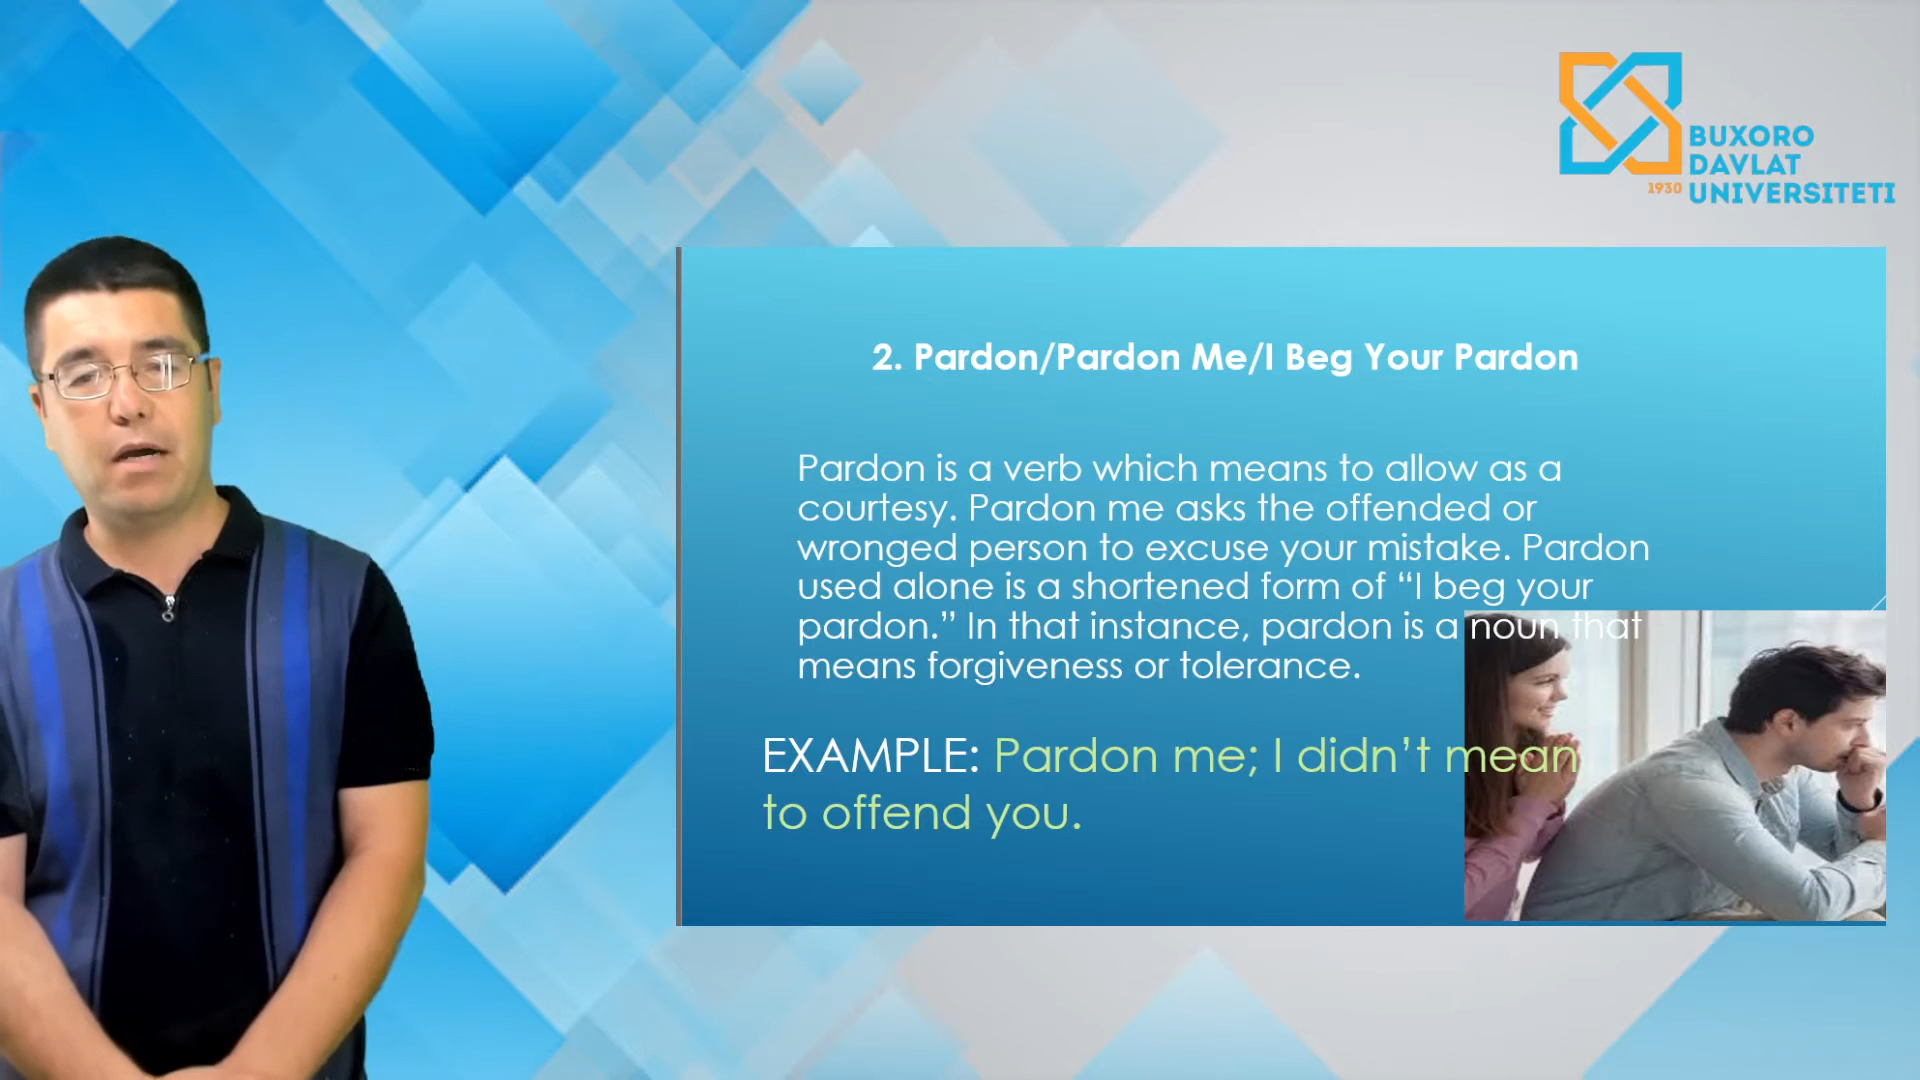 BUXORO
DAVLAT
1930 UNIVERSITETI
2. Pardon/Pardon Me/I Beg Your Pardon
Pardon is a verb which means to allow as a
courtesy. Pardon me asks the offended or
wronged person to excuse your mistake. Pardon
used alone is a shortened form of “I beg your
pardon.” In that instance, pardon is a noun that
means forgiveness or tolerance.
EXAMPLE: Pardon me; I didn’t mean
to offend you.